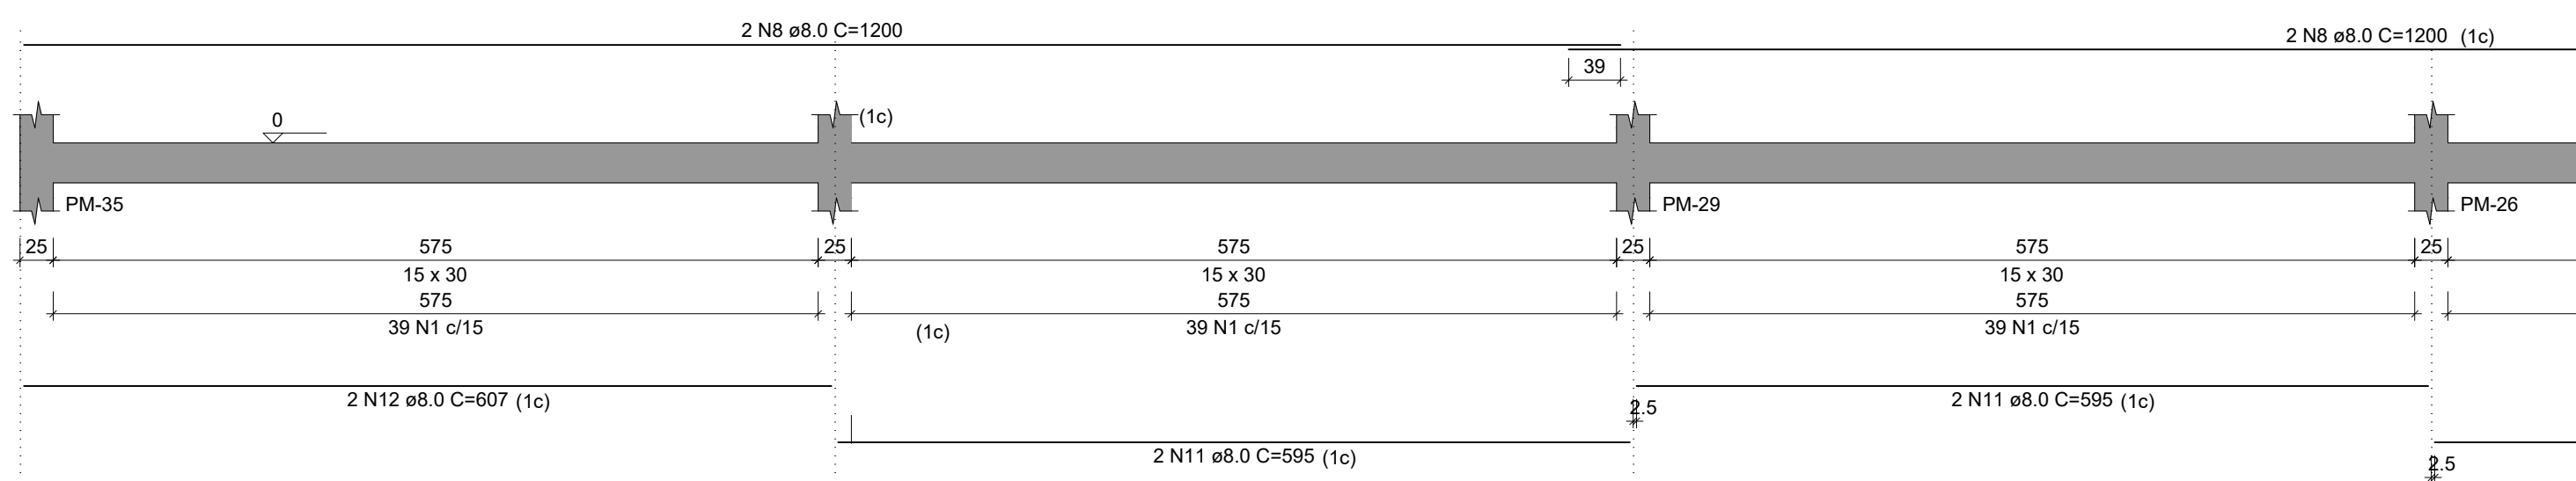 2 N8 ø8.0 C=1200
2 N8 ø8.0 C=1200 (1c)
39
0
(1c)
PM-35
PM-29
PM-26
25 575 25 575 25 575 25
15 x 30 15 x 30 15 x 30
575 575 575
39 N1 c/15 (1c) 39 N1 c/15 39 N1 c/15
2 N12 ø8.0 C=607 (1c)
2 N11 ø8.0 C=595 (1c)
2.5
2 N11 ø8.0 C=595 (1c)
2.5